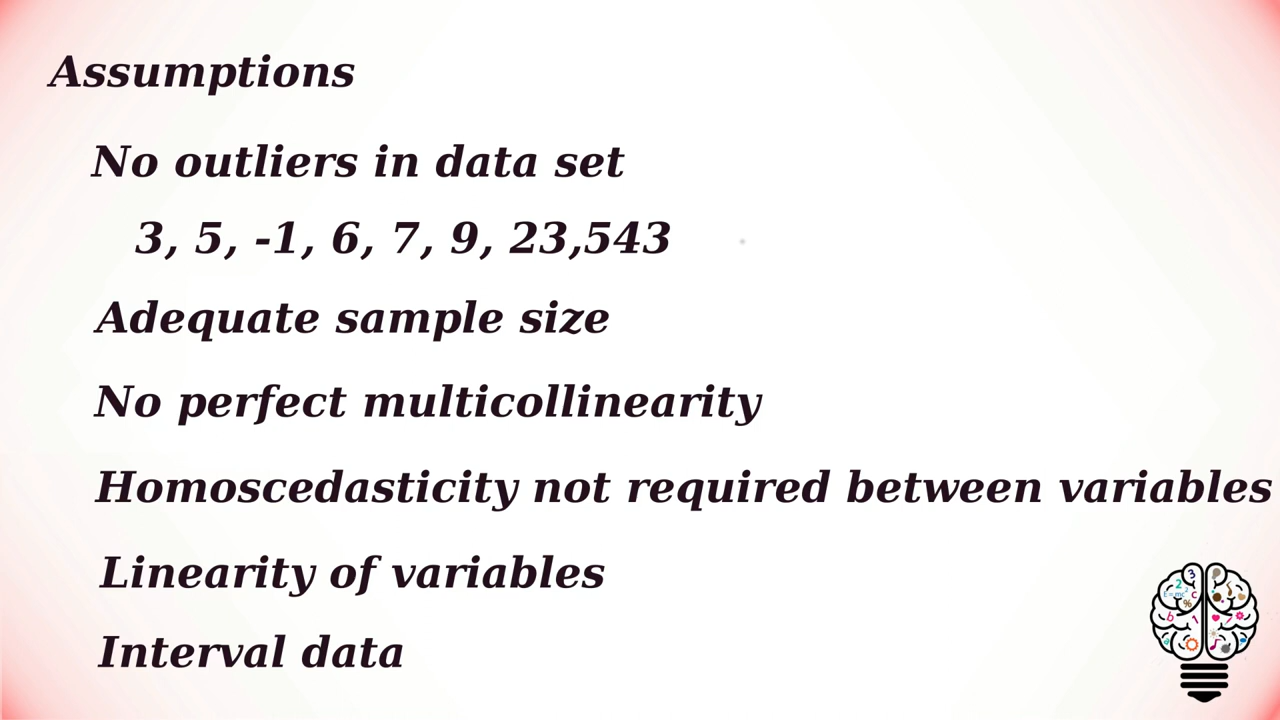 Assumptions
No outliers in data set
3, 5, -1, 6, 7, 9, 23,543
Adequate sample size
No perfect multicollinearity
Homoscedasticity not required between variables
Linearity of variables
Interval data